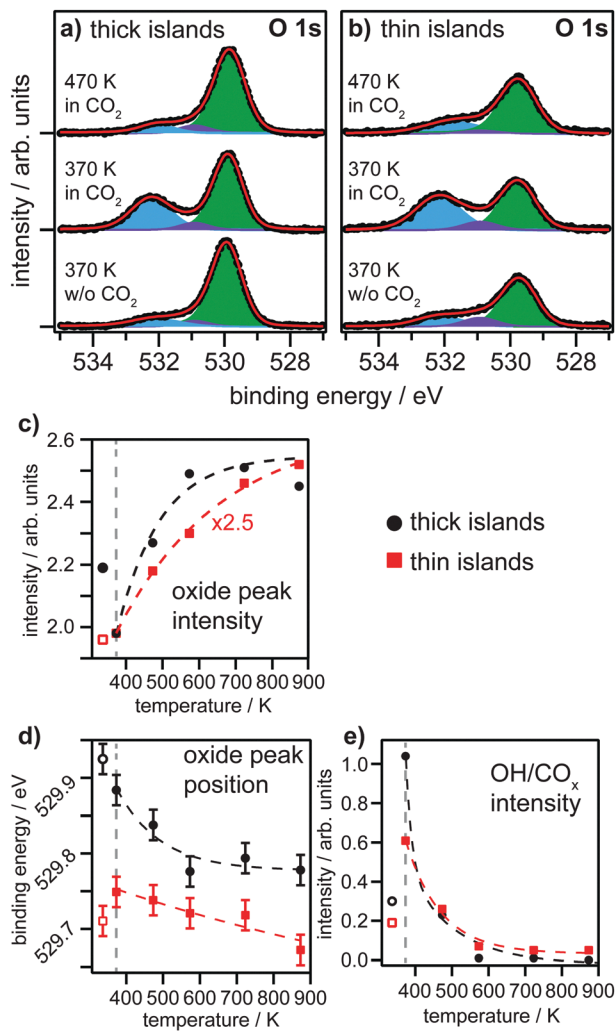 a) thick islands O 1s
b) thin islands O 1s
470 K
in CO₂
370 K
in CO₂
370 K
w/o CO₂
470 K
in CO₂
370 K
in CO₂
370 K
w/o CO₂
intensity / arb. units
534 532 530 528
534 532 530 528
binding energy / eV
c)
2.6
2.4
2.2
2.0
intensity / arb. units
x2.5
oxide peak
intensity
400 500 600 700 800 900
temperature / K
thick islands
thin islands
d)
oxide peak
position
529.9
529.8
529.7
binding energy / eV
400 500 600 700 800 900
temperature / K
e)
OH/COₓ
intensity
1.0
0.8
0.6
0.4
0.2
0.0
intensity / arb. units
400 500 600 700 800 900
temperature / K